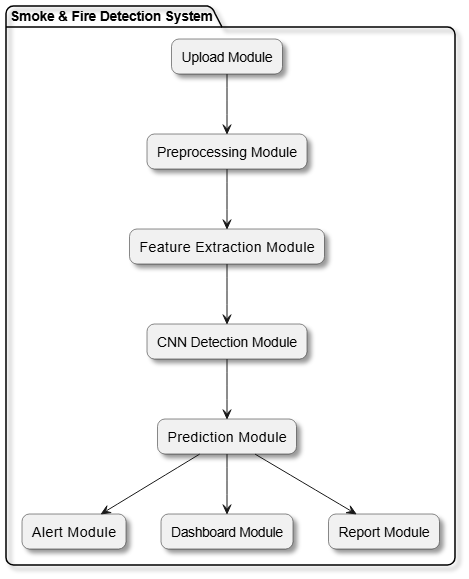 Smoke & Fire Detection System
Upload Module
Preprocessing Module
Feature Extraction Module
CNN Detection Module
Prediction Module
Alert Module
Dashboard Module
Report Module